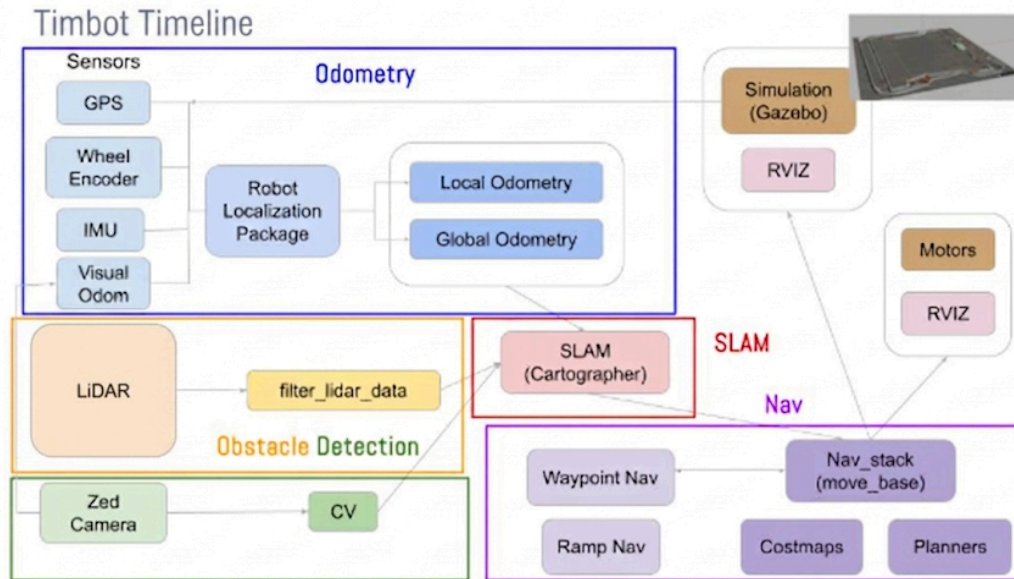 Timbot Timeline
Sensors
Odometry
GPS
Wheel
Encoder
IMU
Visual
Odom
Robot
Localization
Package
Local Odometry
Global Odometry
Simulation
(Gazebo)
RVIZ
Motors
RVIZ
LiDAR
filter_lidar_data
Obstacle Detection
SLAM
(Cartographer)
SLAM
Nav
Zed
Camera
CV
Waypoint Nav
Nav_stack
(move_base)
Ramp Nav
Costmaps
Planners